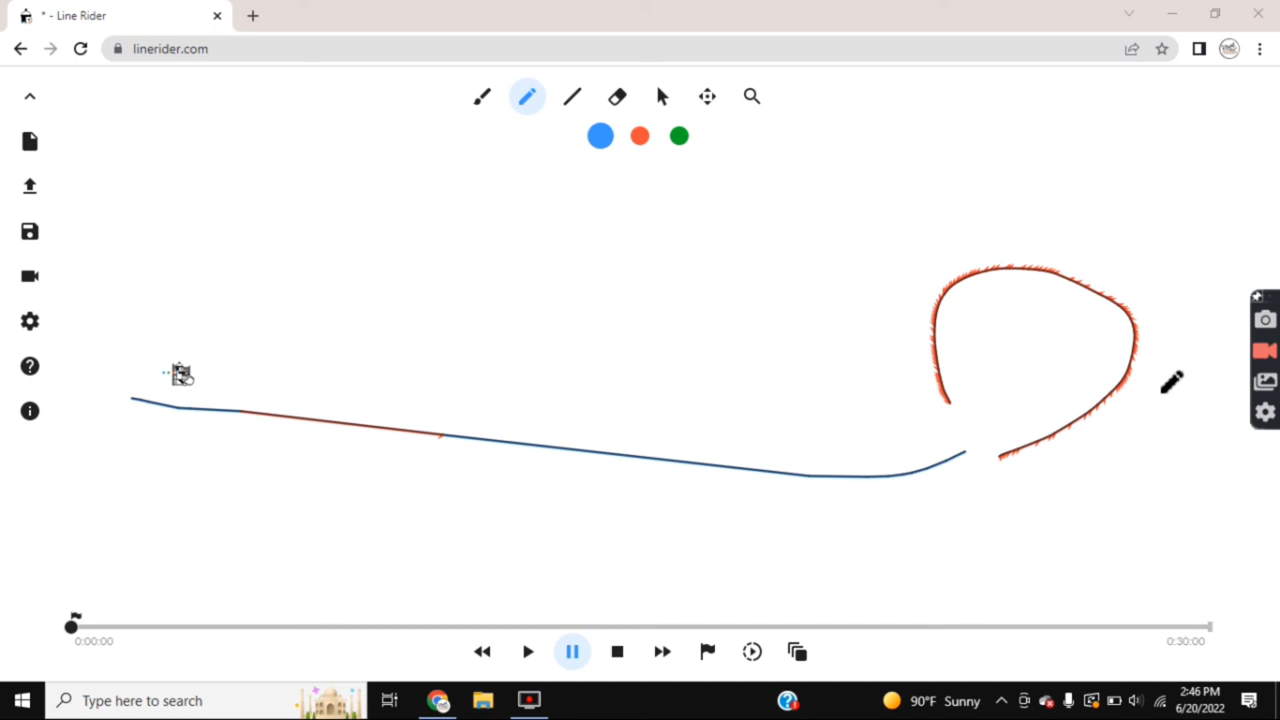 * - Line Rider
linerider.com
0:00:00
0:30:00
Type here to search
90°F Sunny
2:46 PM
6/20/2022